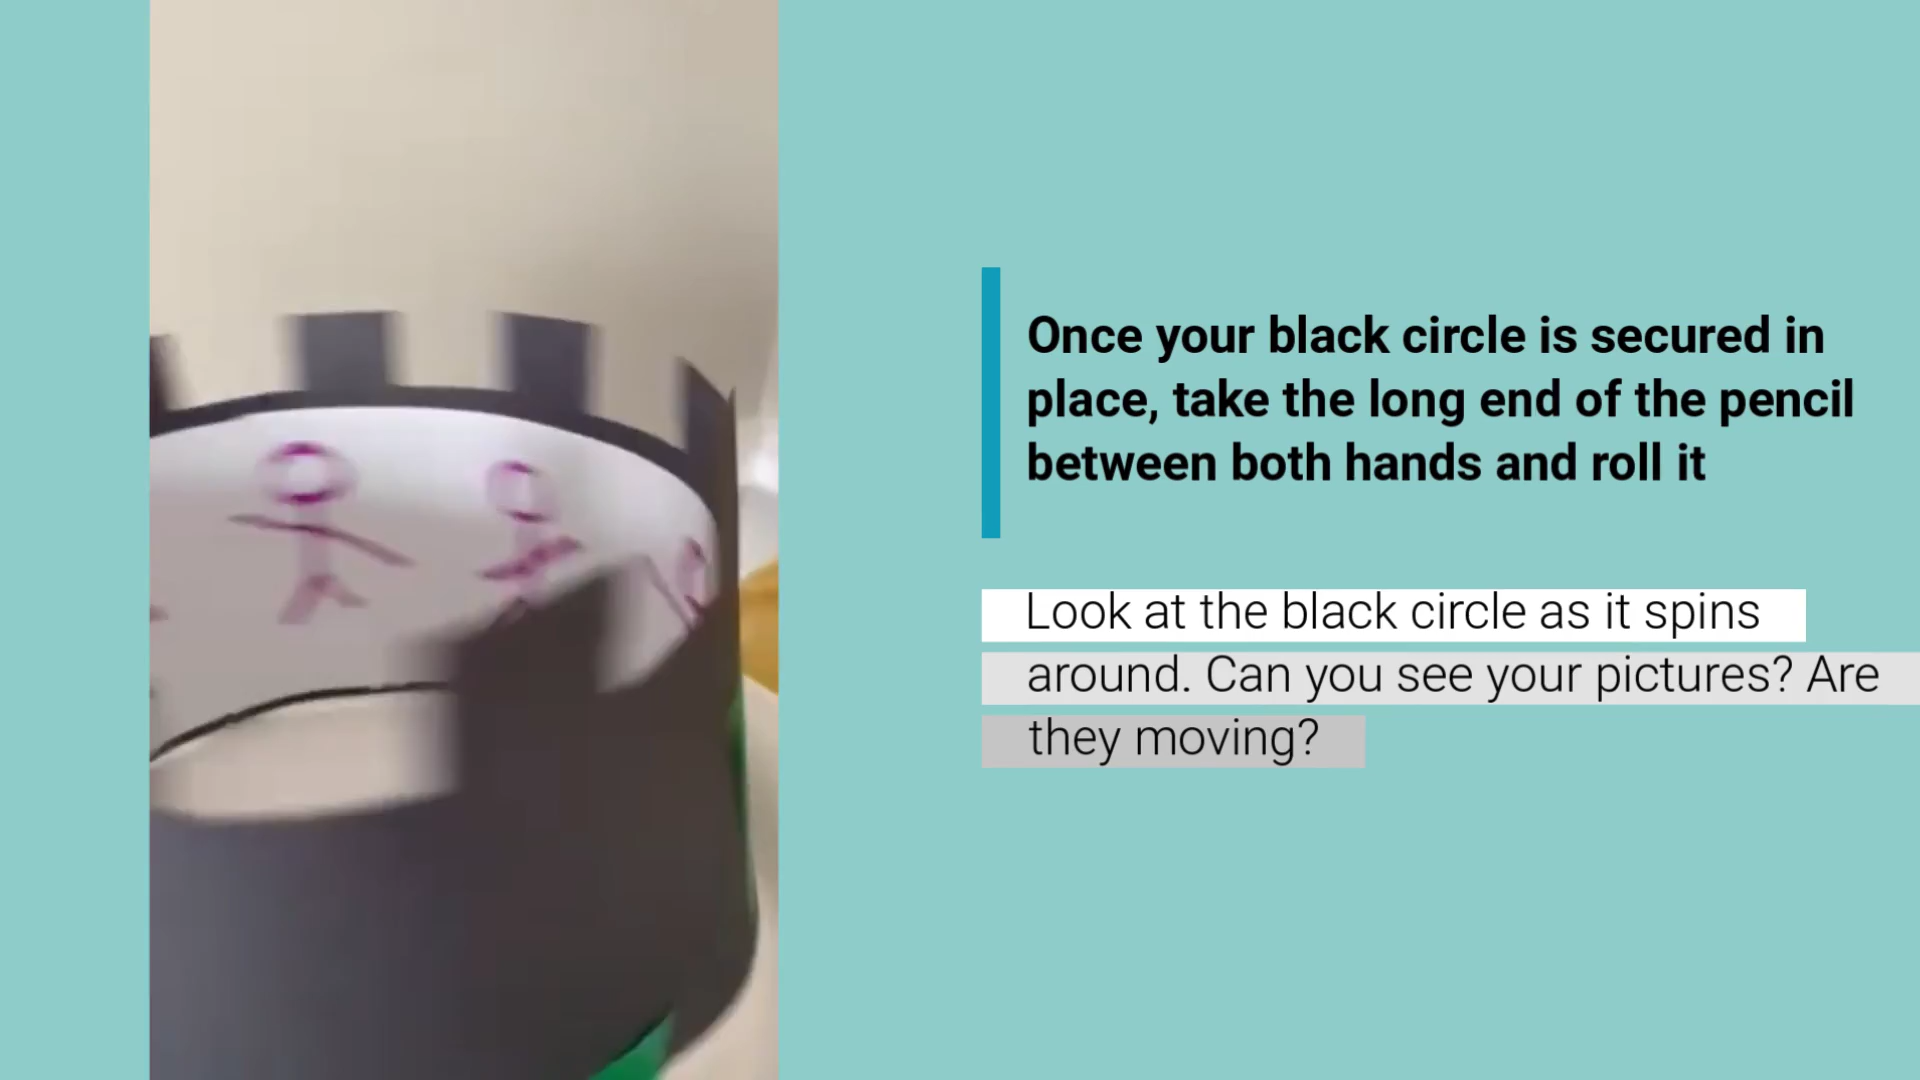 Once your black circle is secured in
place, take the long end of the pencil
between both hands and roll it
Look at the black circle as it spins
around. Can you see your pictures? Are
they moving?